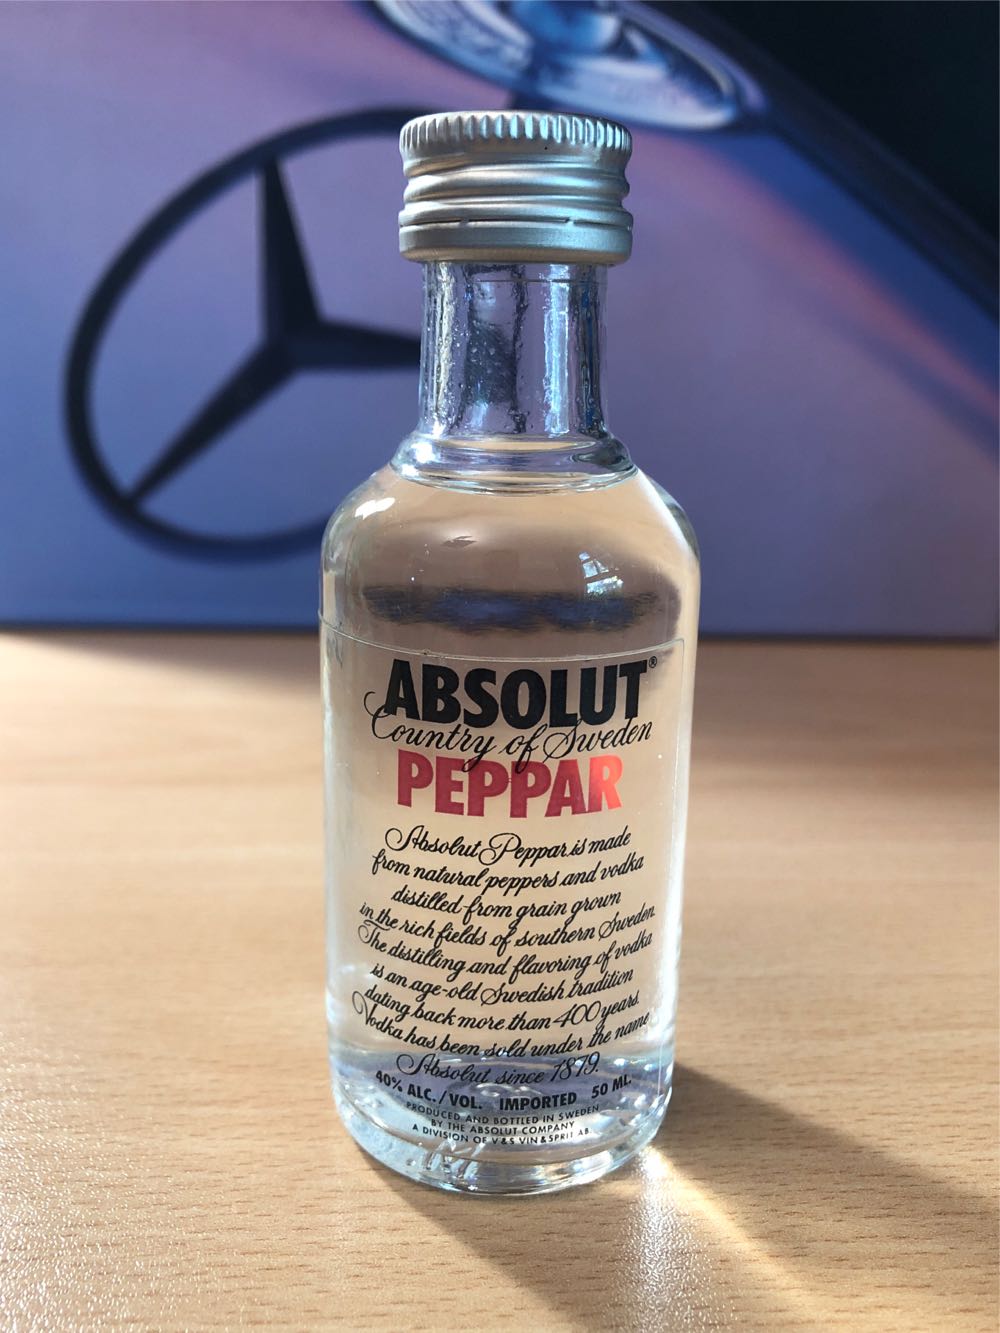 ABSOLUT®
Country of Sweden
PEPPAR
Absolut Peppar is made
from natural peppers and vodka
distilled from grain grown
in the rich fields of southern Sweden.
The distilling and flavoring of vodka
is an age-old Swedish tradition
dating back more than 400 years.
Vodka has been sold under the name
Absolut since 1879.
40% ALC./VOL. IMPORTED 50 ML.
PRODUCED AND BOTTLED IN SWEDEN
BY THE ABSOLUT COMPANY
A DIVISION OF V&S VIN & SPRIT AB.